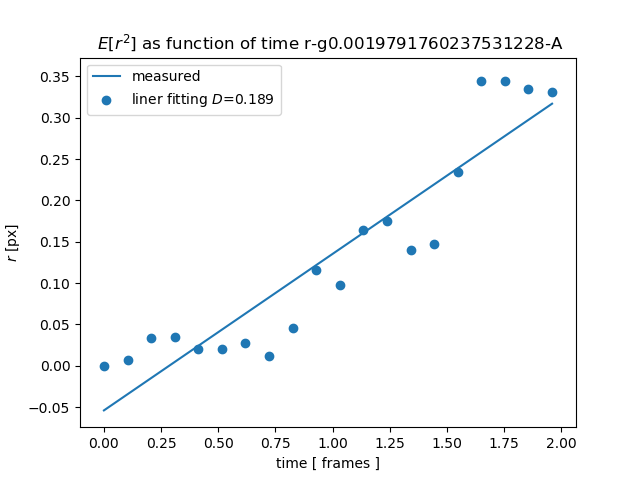 E[r²] as function of time r-g0.0019791760237531228-A
measured
liner fitting D=0.189
0.35
0.30
0.25
0.20
0.15
0.10
0.05
0.00
−0.05
r [px]
0.00 0.25 0.50 0.75 1.00 1.25 1.50 1.75 2.00
time [ frames ]